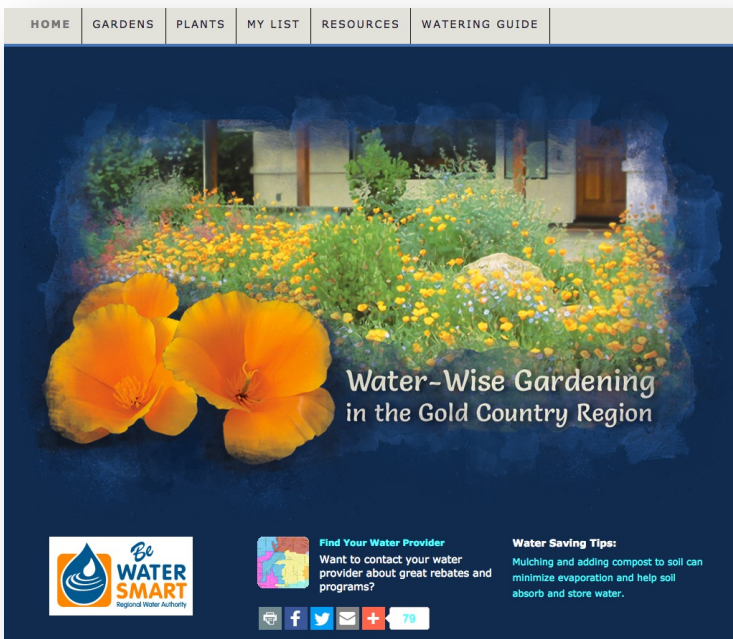 HOME GARDENS PLANTS MY LIST RESOURCES WATERING GUIDE
Water-Wise Gardening
in the Gold Country Region
Be
WATER
SMART
Regional Water Authority
Find Your Water Provider
Want to contact your water
provider about great rebates and
programs?
79
Water Saving Tips:
Mulching and adding compost to soil can
minimize evaporation and help soil
absorb and store water.